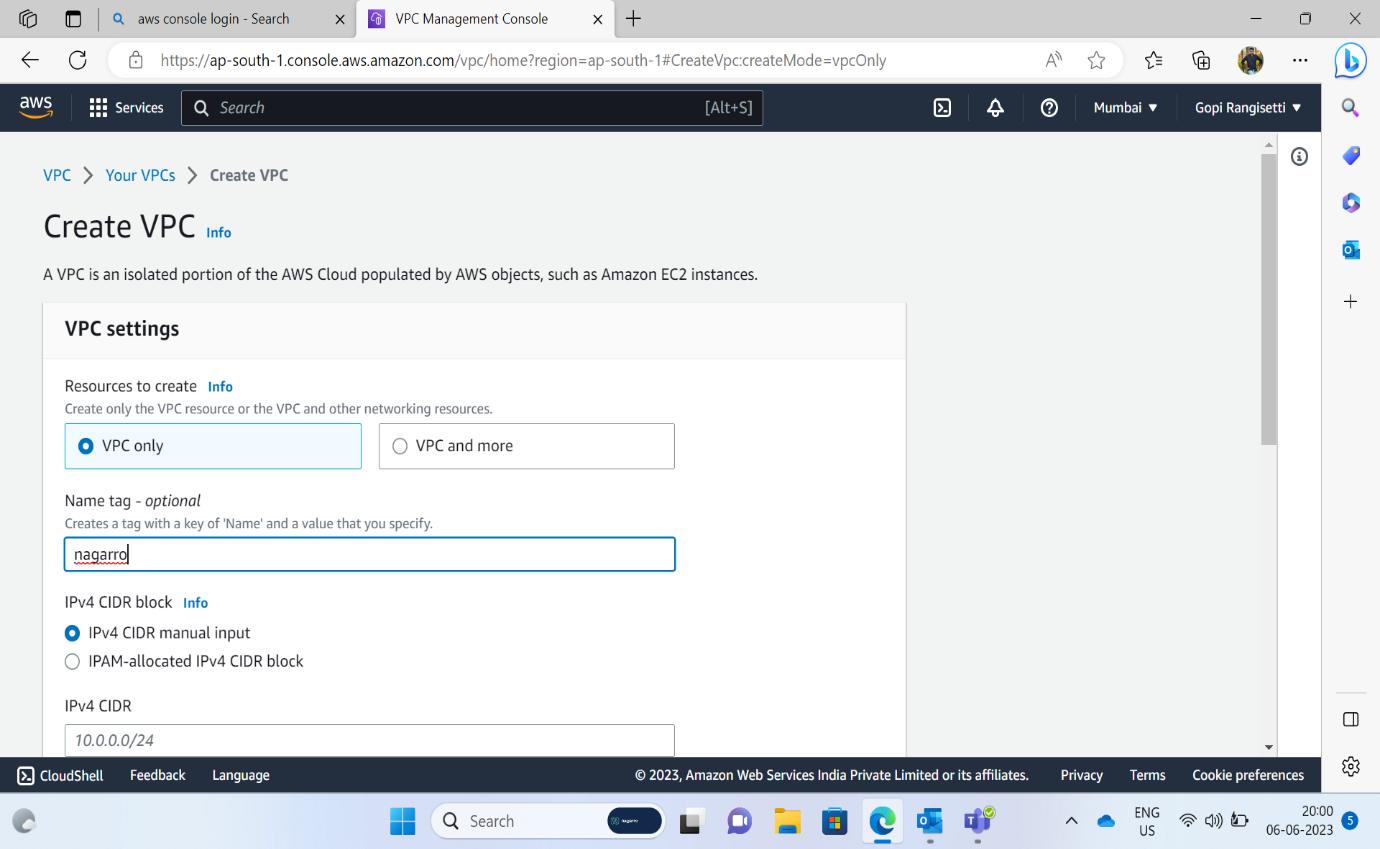 aws console login - Search
VPC Management Console
https://ap-south-1.console.aws.amazon.com/vpc/home?region=ap-south-1#CreateVpc:createMode=vpcOnly
aws
Services
Search
[Alt+S]
Mumbai
Gopi Rangisetti
VPC
Your VPCs
Create VPC
Create VPC Info
A VPC is an isolated portion of the AWS Cloud populated by AWS objects, such as Amazon EC2 instances.
VPC settings
Resources to create Info
Create only the VPC resource or the VPC and other networking resources.
VPC only
VPC and more
Name tag - optional
Creates a tag with a key of 'Name' and a value that you specify.
nagarro
IPv4 CIDR block Info
IPv4 CIDR manual input
IPAM-allocated IPv4 CIDR block
IPv4 CIDR
10.0.0.0/24
CloudShell
Feedback
Language
© 2023, Amazon Web Services India Private Limited or its affiliates.
Privacy
Terms
Cookie preferences
Search
nagarro
ENG
US
20:00
06-06-2023
5